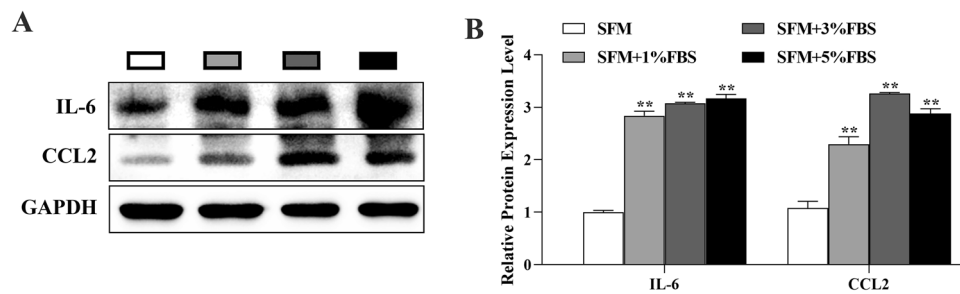 A
IL-6
CCL2
GAPDH
B
SFM
SFM+1%FBS
SFM+3%FBS
SFM+5%FBS
Relative Protein Expression Level
4
3
2
1
0
** ** **
** ** **
IL-6
CCL2